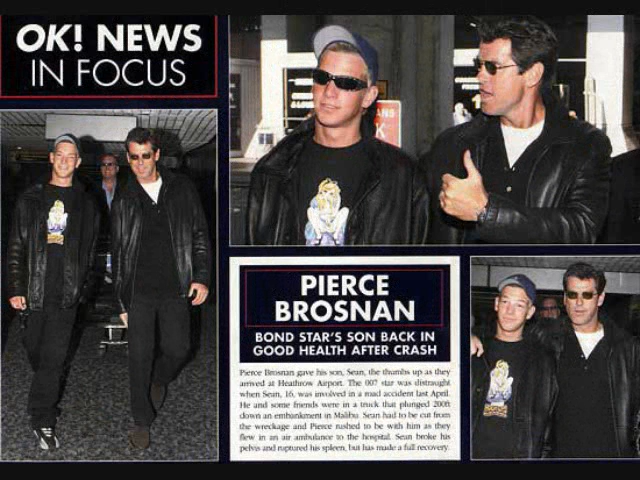 OK! NEWS
IN FOCUS
ANS
K
PIERCE
BROSNAN
BOND STAR'S SON BACK IN
GOOD HEALTH AFTER CRASH
Pierce Brosnan gave his son, Sean, the thumbs up as they
arrived at Heathrow Airport. The 007 star was distraught
when Sean, 16, was involved in a road accident last April.
He and some friends were in a truck that plunged 200ft
down an embankment in Malibu. Sean had to be cut from
the wreckage and Pierce rushed to be with him as they
flew in an air ambulance to the hospital. Sean broke his
pelvis and ruptured his spleen, but has made a full recovery.